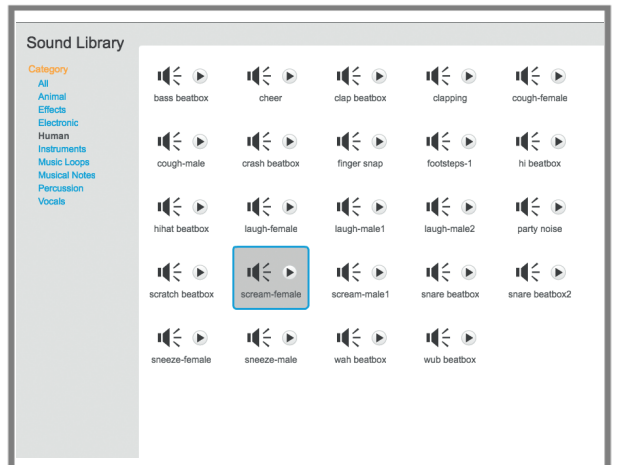 Sound Library
Category
All
Animal
Effects
Electronic
Human
Instruments
Music Loops
Musical Notes
Percussion
Vocals
bass beatbox cheer clap beatbox clapping cough-female
cough-male crash beatbox finger snap footsteps-1 hi beatbox
hihat beatbox laugh-female laugh-male1 laugh-male2 party noise
scratch beatbox scream-female scream-male1 snare beatbox snare beatbox2
sneeze-female sneeze-male wah beatbox wub beatbox